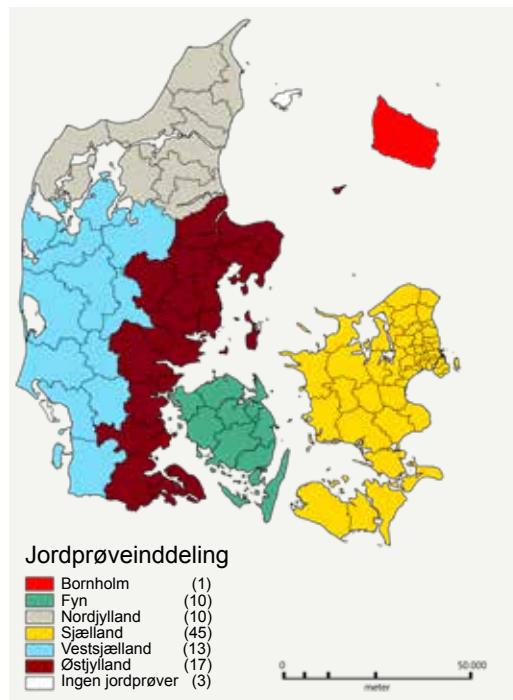 Jordprøveinddeling
Bornholm (1)
Fyn (10)
Nordjylland (10)
Sjælland (45)
Vestsjælland (13)
Østjylland (17)
Ingen jordprøver (3)
0 50.000
meter